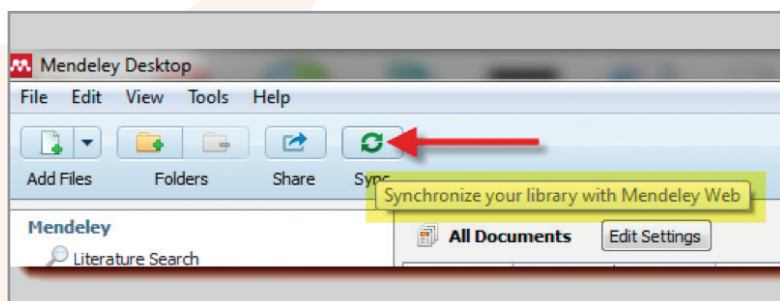 Mendeley Desktop
File Edit View Tools Help
Add Files Folders Share Sync
Synchronize your library with Mendeley Web
Mendeley
All Documents Edit Settings
Literature Search